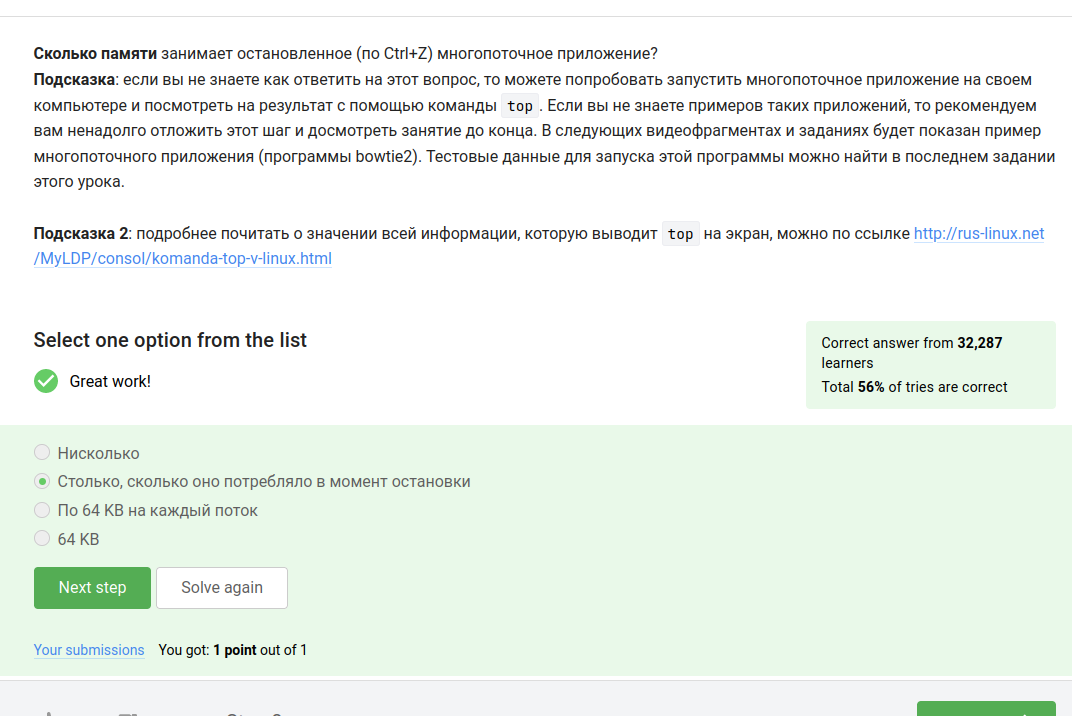 Сколько памяти занимает остановленное (по Ctrl+Z) многопоточное приложение?
Подсказка: если вы не знаете как ответить на этот вопрос, то можете попробовать запустить многопоточное приложение на своем
компьютере и посмотреть на результат с помощью команды top. Если вы не знаете примеров таких приложений, то рекомендуем
вам ненадолго отложить этот шаг и досмотреть занятие до конца. В следующих видеофрагментах и заданиях будет показан пример
многопоточного приложения (программы bowtie2). Тестовые данные для запуска этой программы можно найти в последнем задании
этого урока.
Подсказка 2: подробнее почитать о значении всей информации, которую выводит top на экран, можно по ссылке http://rus-linux.net
/MyLDP/consol/komanda-top-v-linux.html
Select one option from the list
Correct answer from 32,287
learners
Total 56% of tries are correct
Great work!
Нисколько
Столько, сколько оно потребляло в момент остановки
По 64 KB на каждый поток
64 KB
Next step
Solve again
Your submissions You got: 1 point out of 1